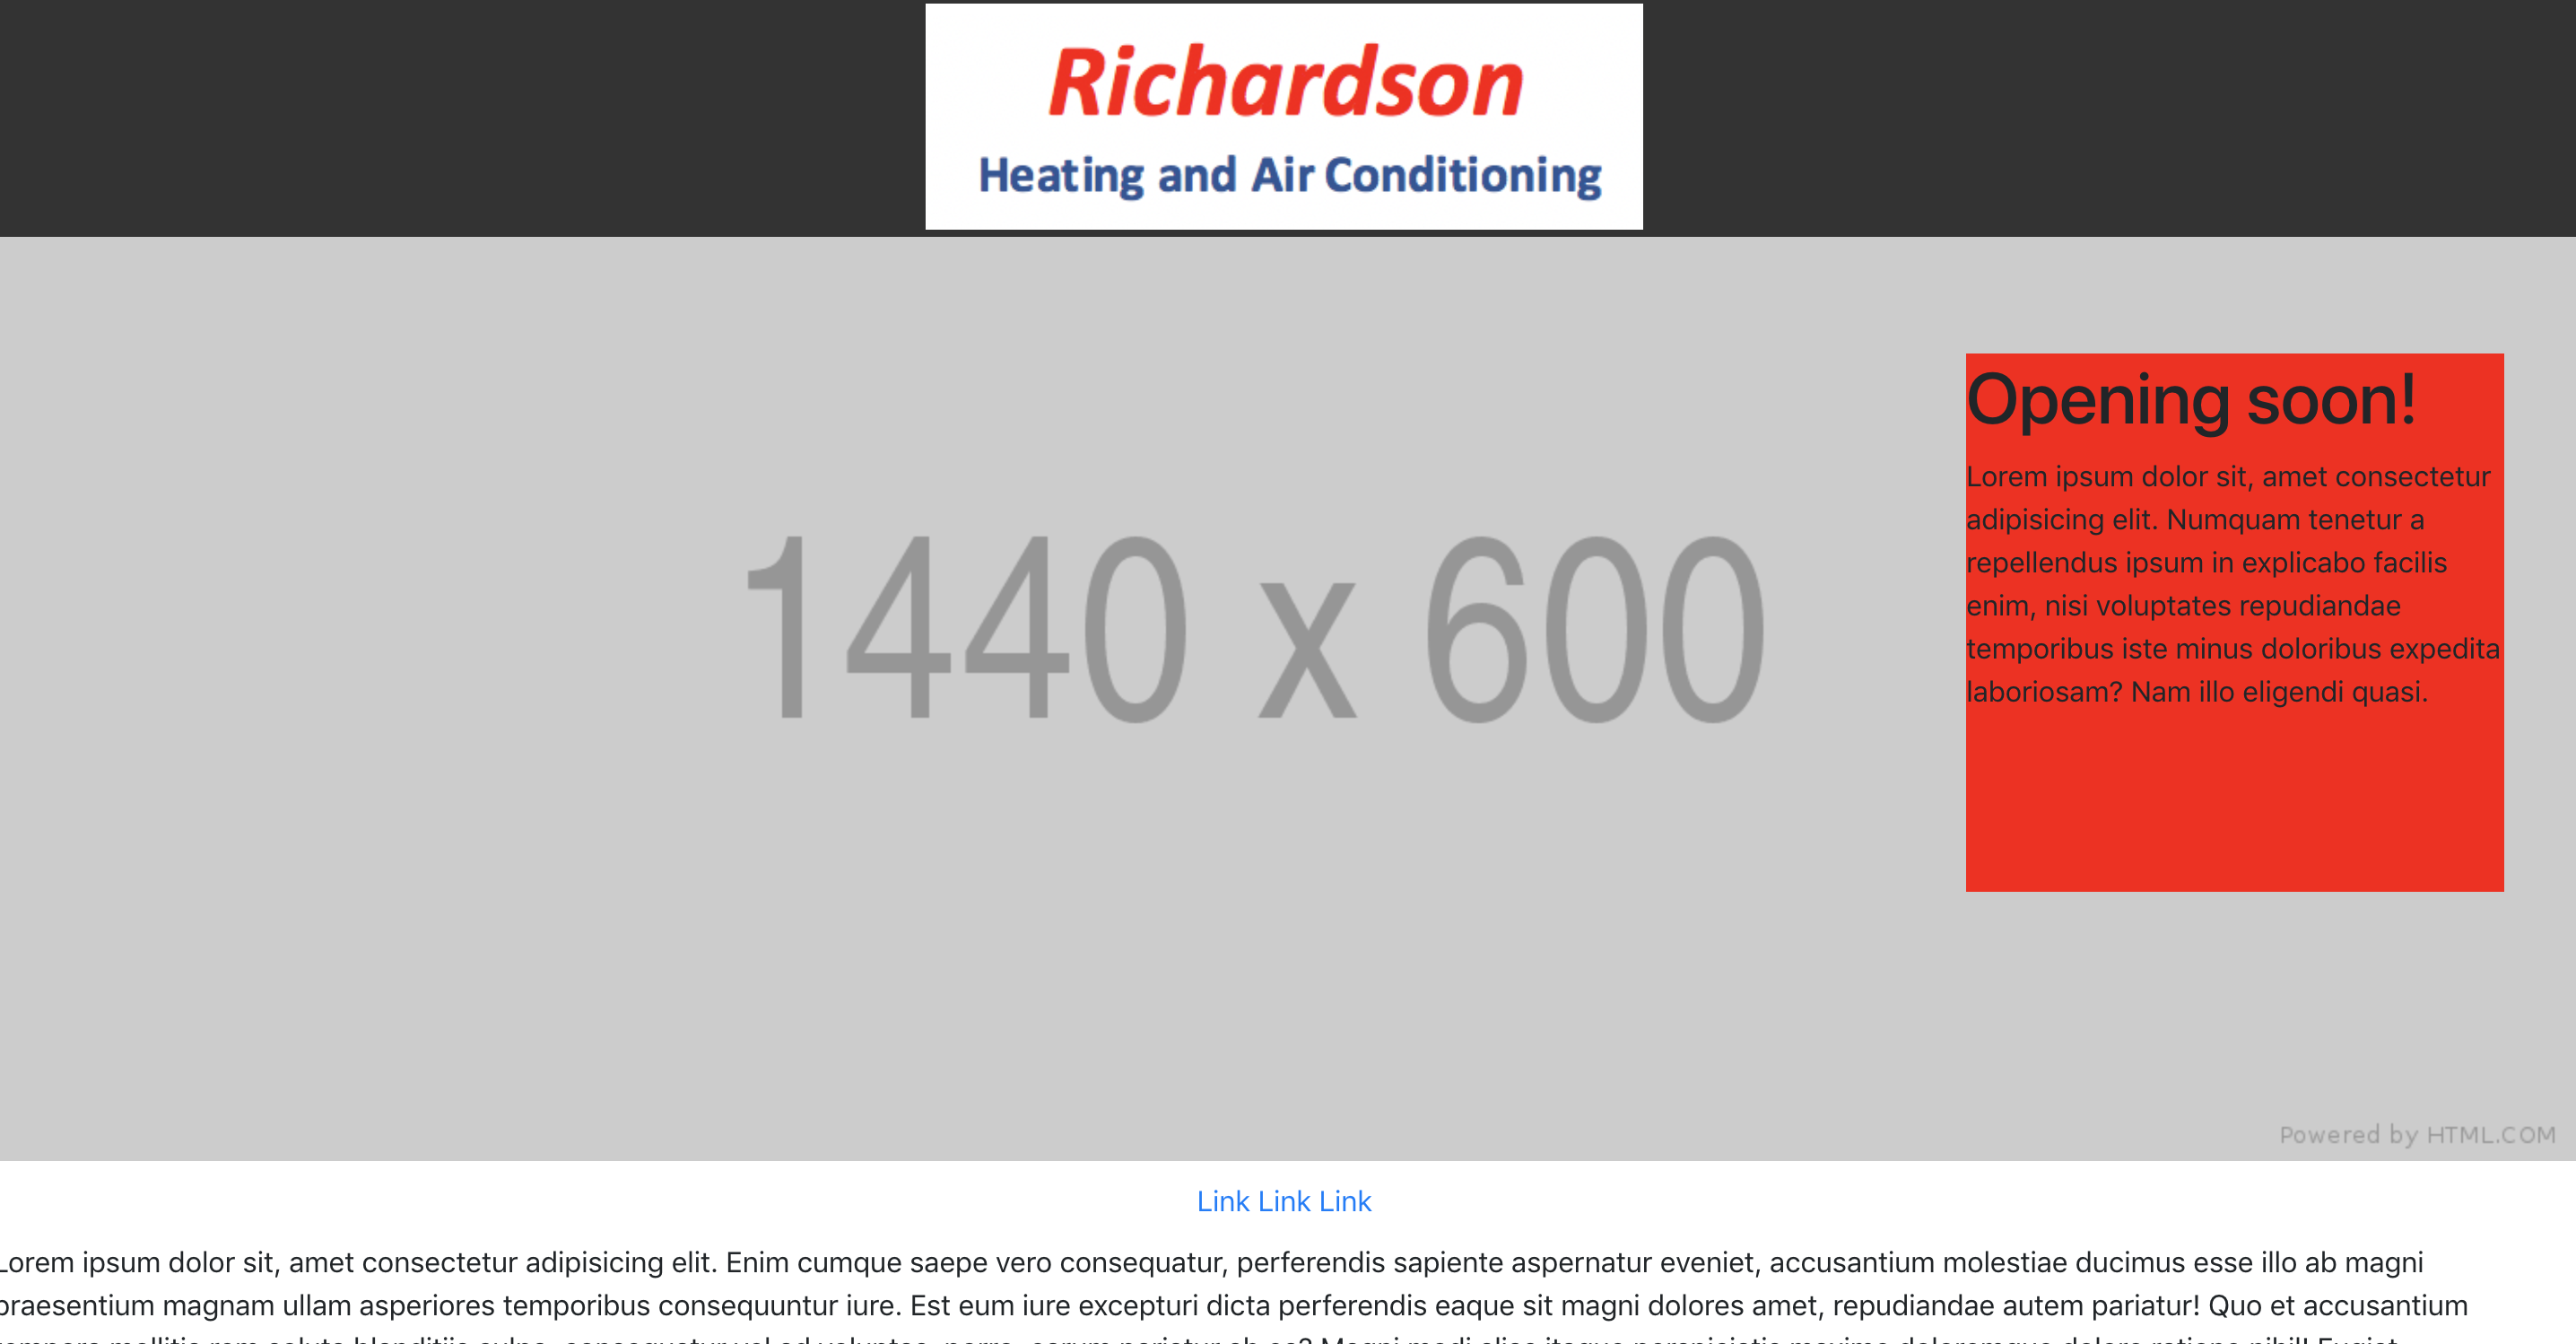 Richardson
Heating and Air Conditioning
1440 x 600
Opening soon!
Lorem ipsum dolor sit, amet consectetur
adipisicing elit. Numquam tenetur a
repellendus ipsum in explicabo facilis
enim, nisi voluptates repudiandae
temporibus iste minus doloribus expedita
laboriosam? Nam illo eligendi quasi.
Powered by HTML.COM
Link Link Link
Lorem ipsum dolor sit, amet consectetur adipisicing elit. Enim cumque saepe vero consequatur, perferendis sapiente aspernatur eveniet, accusantium molestiae ducimus esse illo ab magni
praesentium magnam ullam asperiores temporibus consequuntur iure. Est eum iure excepturi dicta perferendis eaque sit magni dolores amet, repudiandae autem pariatur! Quo et accusantium